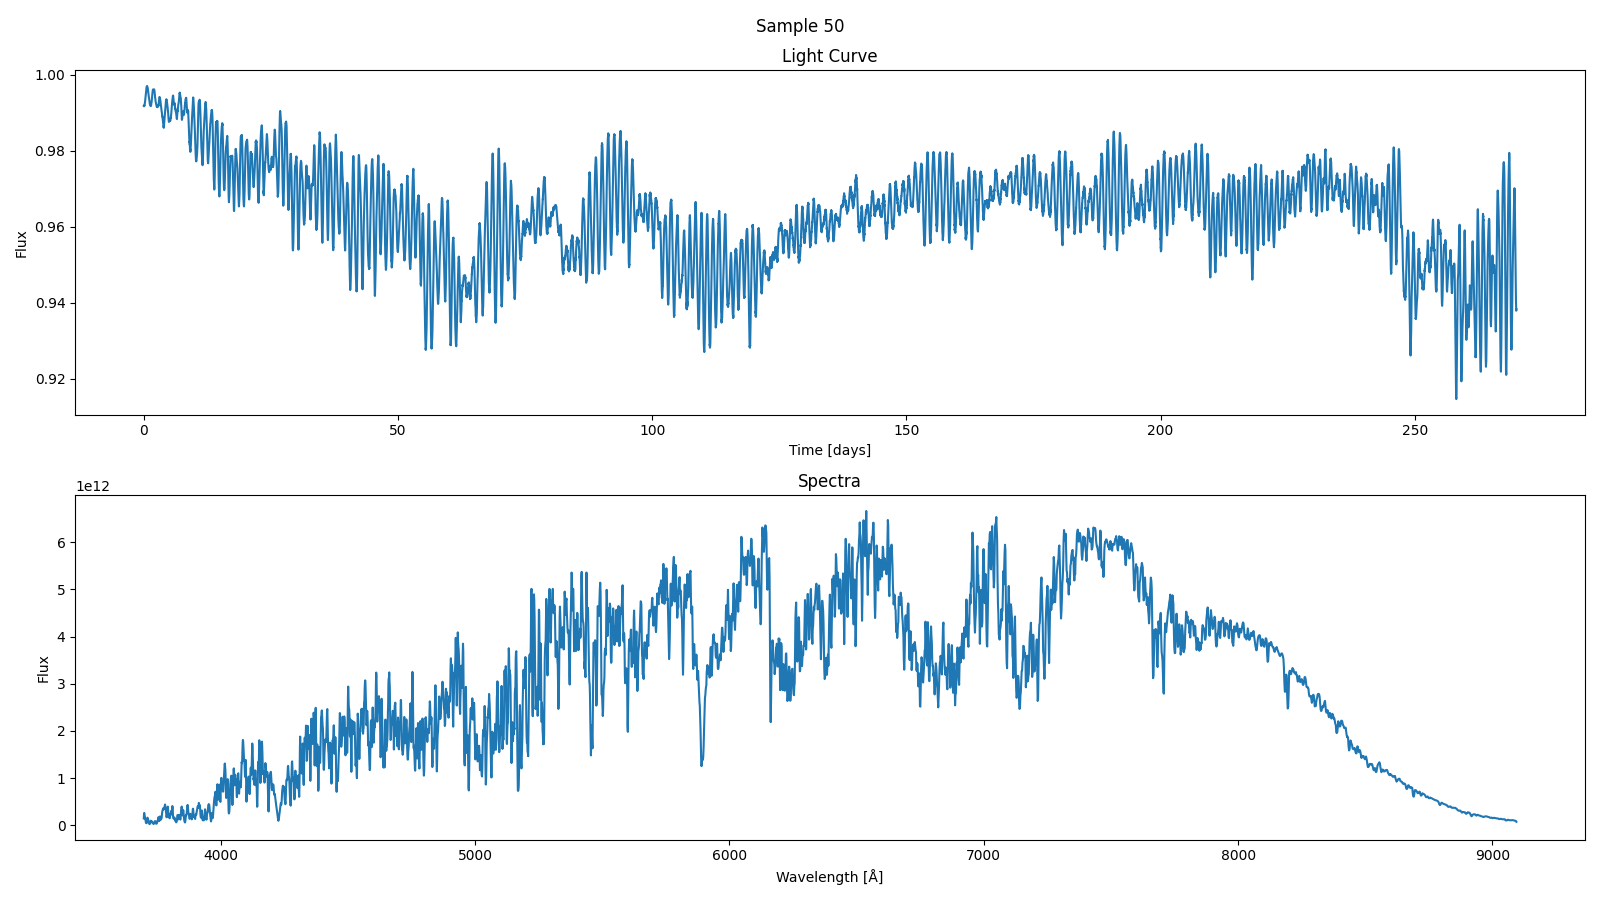 Sample 50
Light Curve
1.00
0.98
0.96
0.94
0.92
Flux
0 50 100 150 200 250
Time [days]
Spectra
1e12
6
5
4
3
2
1
0
Flux
4000 5000 6000 7000 8000 9000
Wavelength [Å]